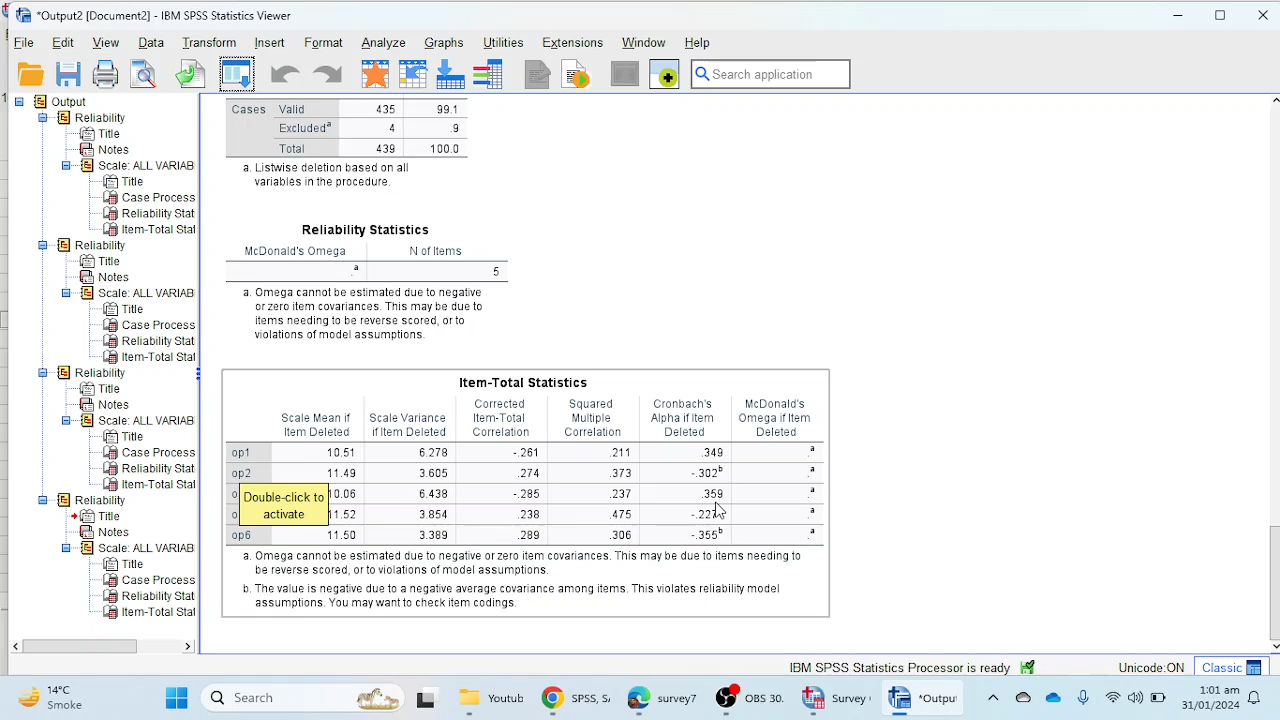 *Output2 [Document2] - IBM SPSS Statistics Viewer
File Edit View Data Transform Insert Format Analyze Graphs Utilities Extensions Window Help
Search application
Output
Reliability
Title
Notes
Scale: ALL VARIAB
Title
Case Process
Reliability Stat
Item-Total Sta
Reliability
Title
Notes
Scale: ALL VARIAB
Title
Case Process
Reliability Stat
Item-Total Sta
Reliability
Title
Notes
Scale: ALL VARIAB
Title
Case Process
Reliability Stat
Item-Total Sta
Reliability
Title
Notes
Scale: ALL VARIAB
Title
Case Process
Reliability Stat
Item-Total Sta
Cases Valid 435 99.1
Excludeda 4 .9
Total 439 100.0
a. Listwise deletion based on all
variables in the procedure.
Reliability Statistics
McDonald's Omega N of Items
.a 5
a. Omega cannot be estimated due to negative
or zero item covariances. This may be due to
items needing to be reverse scored, or to
violations of model assumptions.
Item-Total Statistics
Scale Mean if Item Deleted Scale Variance if Item Deleted Corrected Item-Total Correlation Squared Multiple Correlation Cronbach's Alpha if Item Deleted McDonald's Omega if Item Deleted
op1 10.51 6.278 -.261 .211 .349 .a
op2 11.49 3.605 .274 .373 -.302b .a
10.06 6.438 -.285 .237 .359 .a
11.52 3.854 .238 .475 -.227 .a
op6 11.50 3.389 .289 .306 -.355b .a
Double-click to
activate
a. Omega cannot be estimated due to negative or zero item covariances. This may be due to items needing to
be reverse scored, or to violations of model assumptions.
b. The value is negative due to a negative average covariance among items. This violates reliability model
assumptions. You may want to check item codings.
IBM SPSS Statistics Processor is ready Unicode:ON Classic
14°C
Smoke
Search
Youtub
SPSS, S
survey7
OBS 30.
Survey
*Outpu
1:01 am
31/01/2024